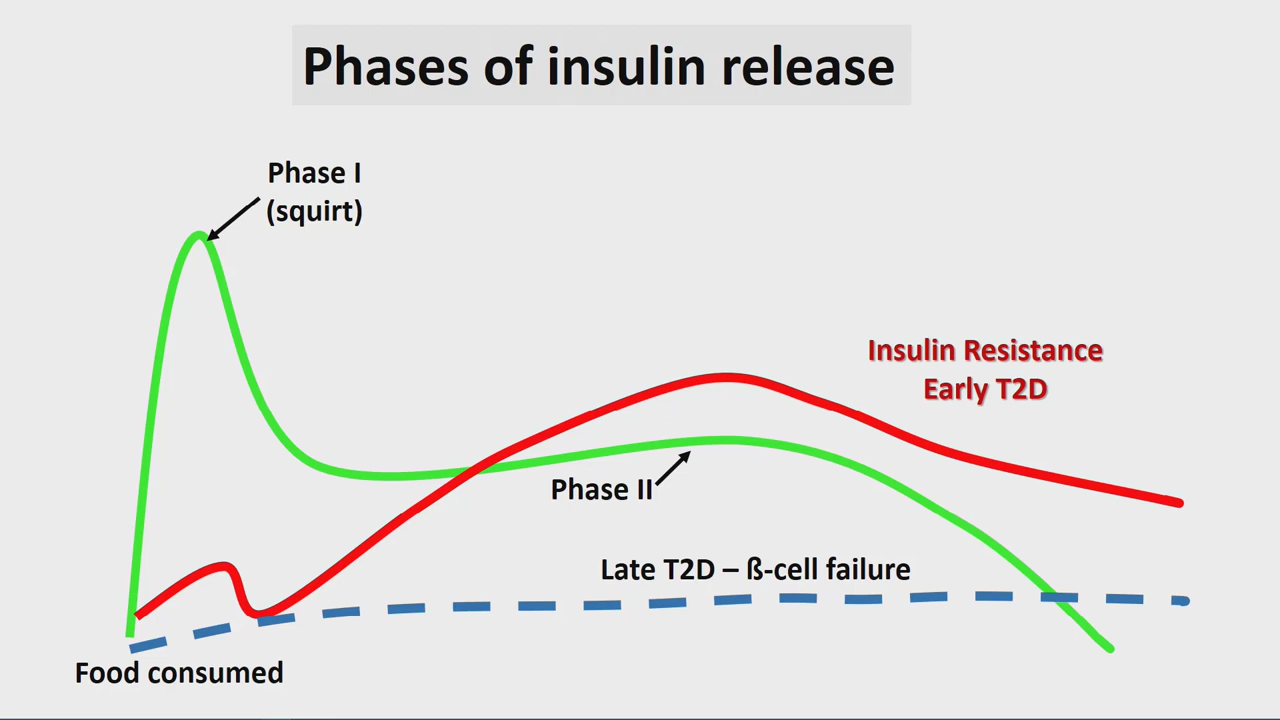 Phases of insulin release
Phase I
(squirt)
Insulin Resistance
Early T2D
Phase II
Late T2D – ß-cell failure
Food consumed